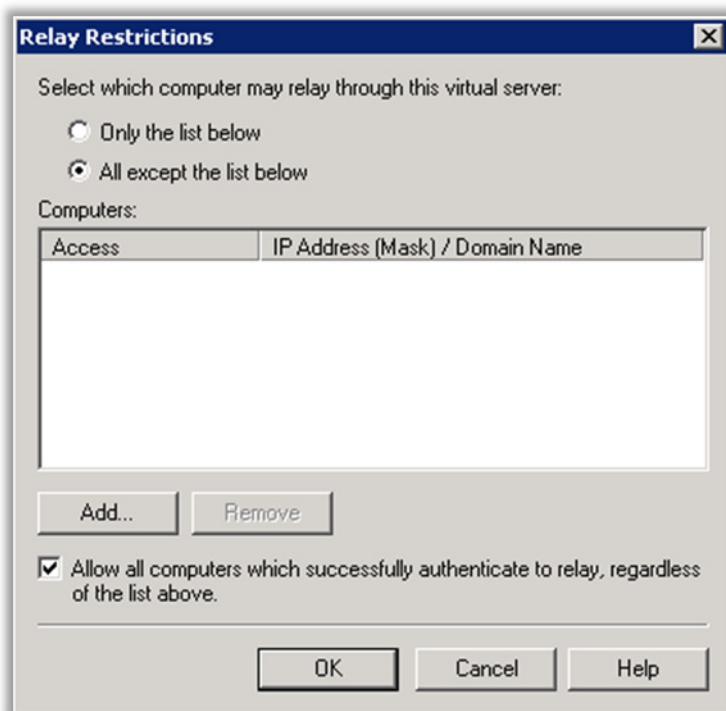 Relay Restrictions
Select which computer may relay through this virtual server:
Only the list below
All except the list below
Computers:
Access IP Address (Mask) / Domain Name
Add... Remove
Allow all computers which successfully authenticate to relay, regardless
of the list above.
OK Cancel Help